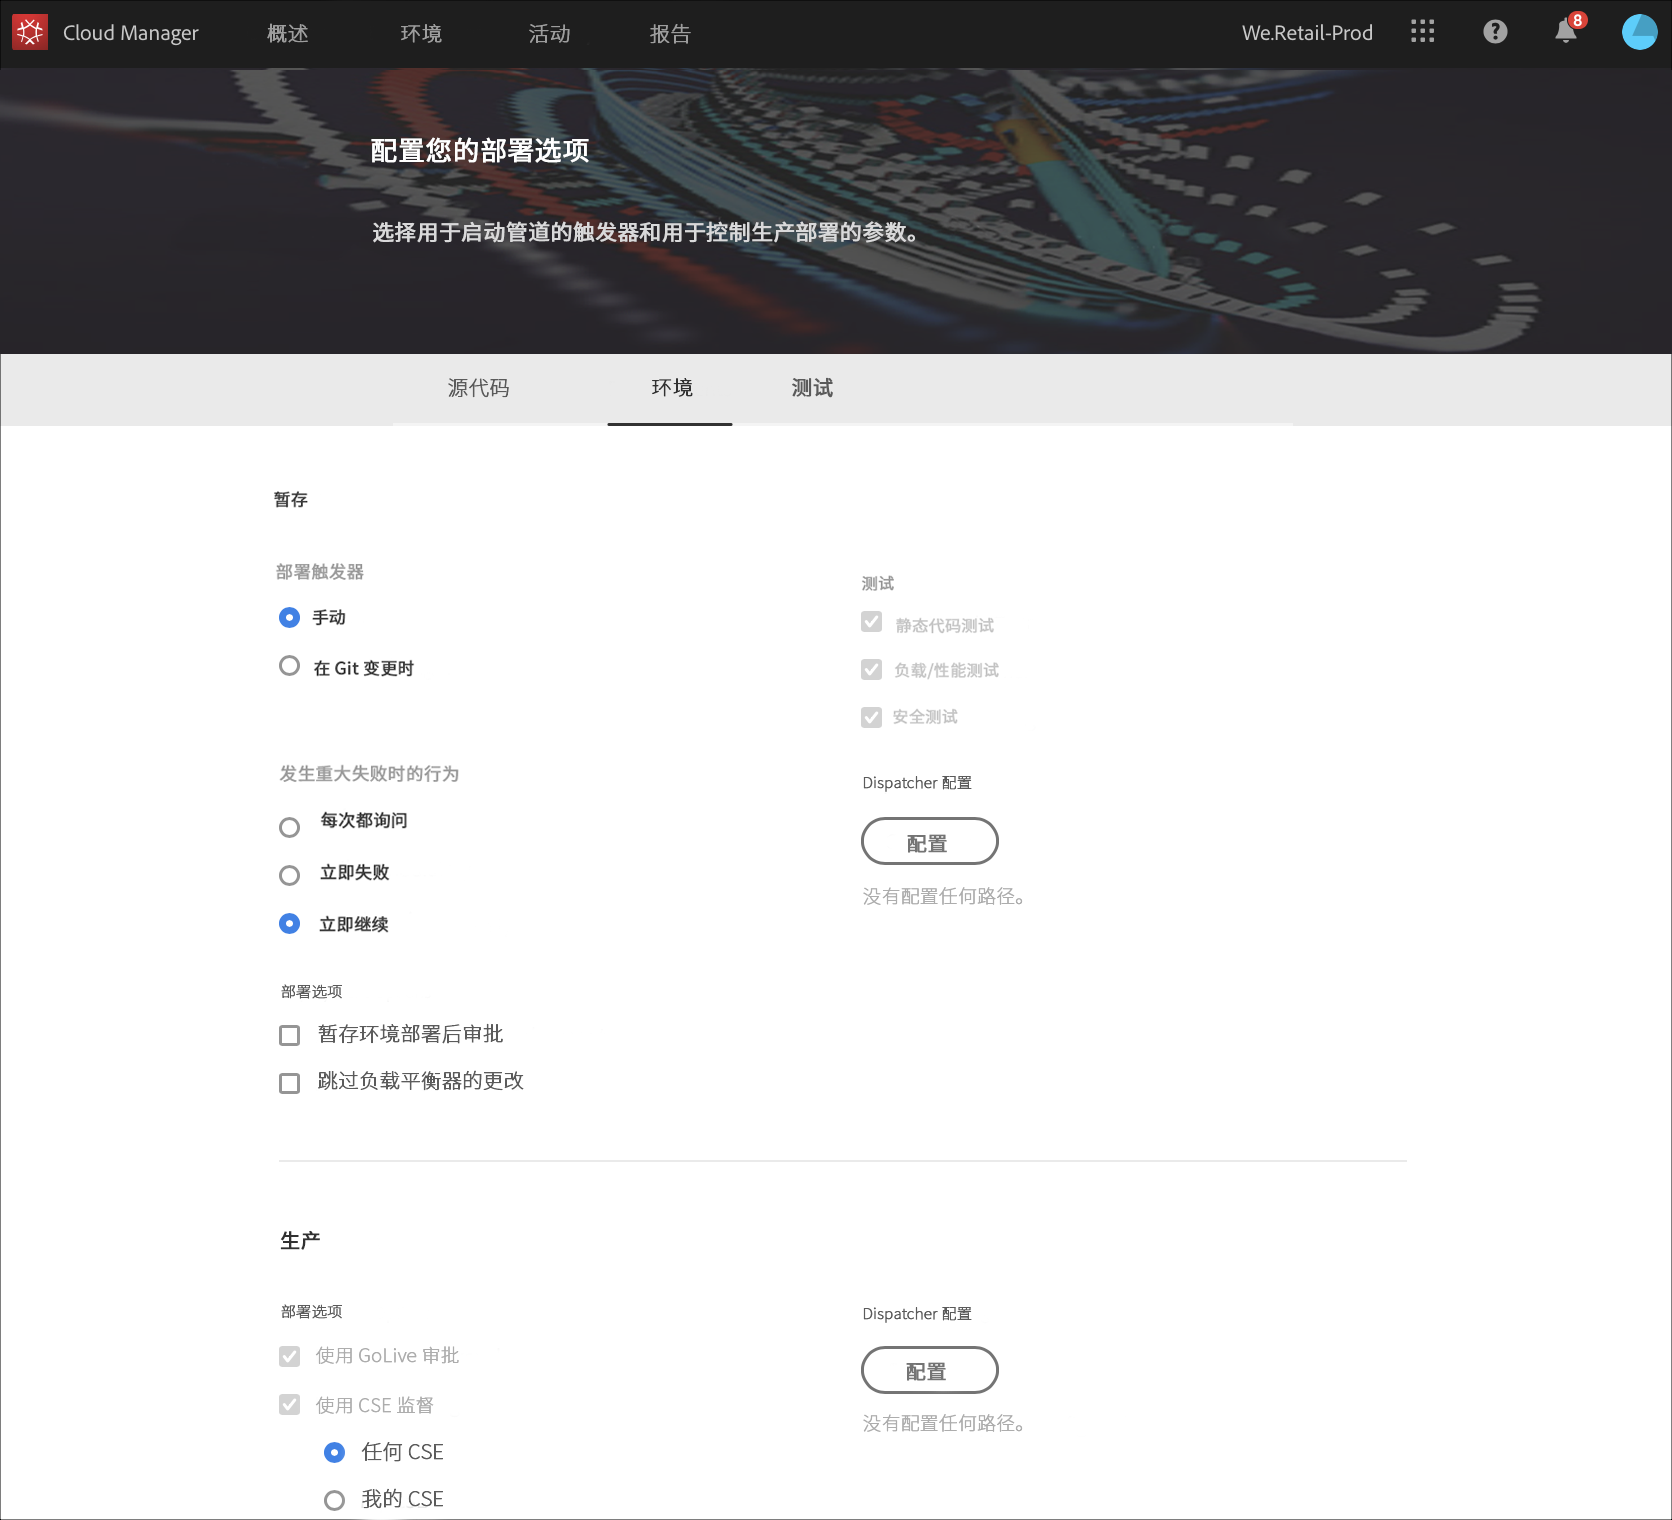 Cloud Manager 概述 环境 活动 报告 We.Retail-Prod 8
配置您的部署选项
选择用于启动管道的触发器和用于控制生产部署的参数。
源代码 环境 测试
暂存
部署触发器
手动
在 Git 变更时
测试
静态代码测试
负载/性能测试
安全测试
发生重大失败时的行为
每次都询问
立即失败
立即继续
Dispatcher 配置
配置
没有配置任何路径。
部署选项
暂存环境部署后审批
跳过负载平衡器的更改
生产
部署选项
使用 GoLive 审批
使用 CSE 监督
任何 CSE
我的 CSE
Dispatcher 配置
配置
没有配置任何路径。